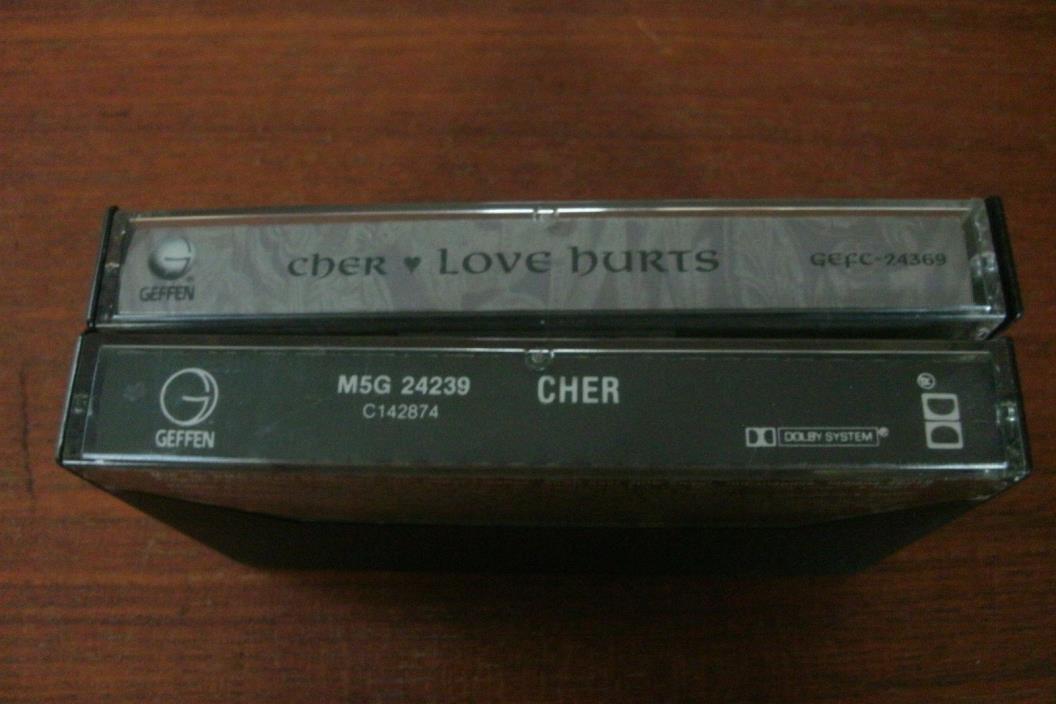 GEFFEN
cher ♥ Love hurts
GEFC-24369
GEFFEN
M5G 24239
C142874
CHER
DOLBY SYSTEM®